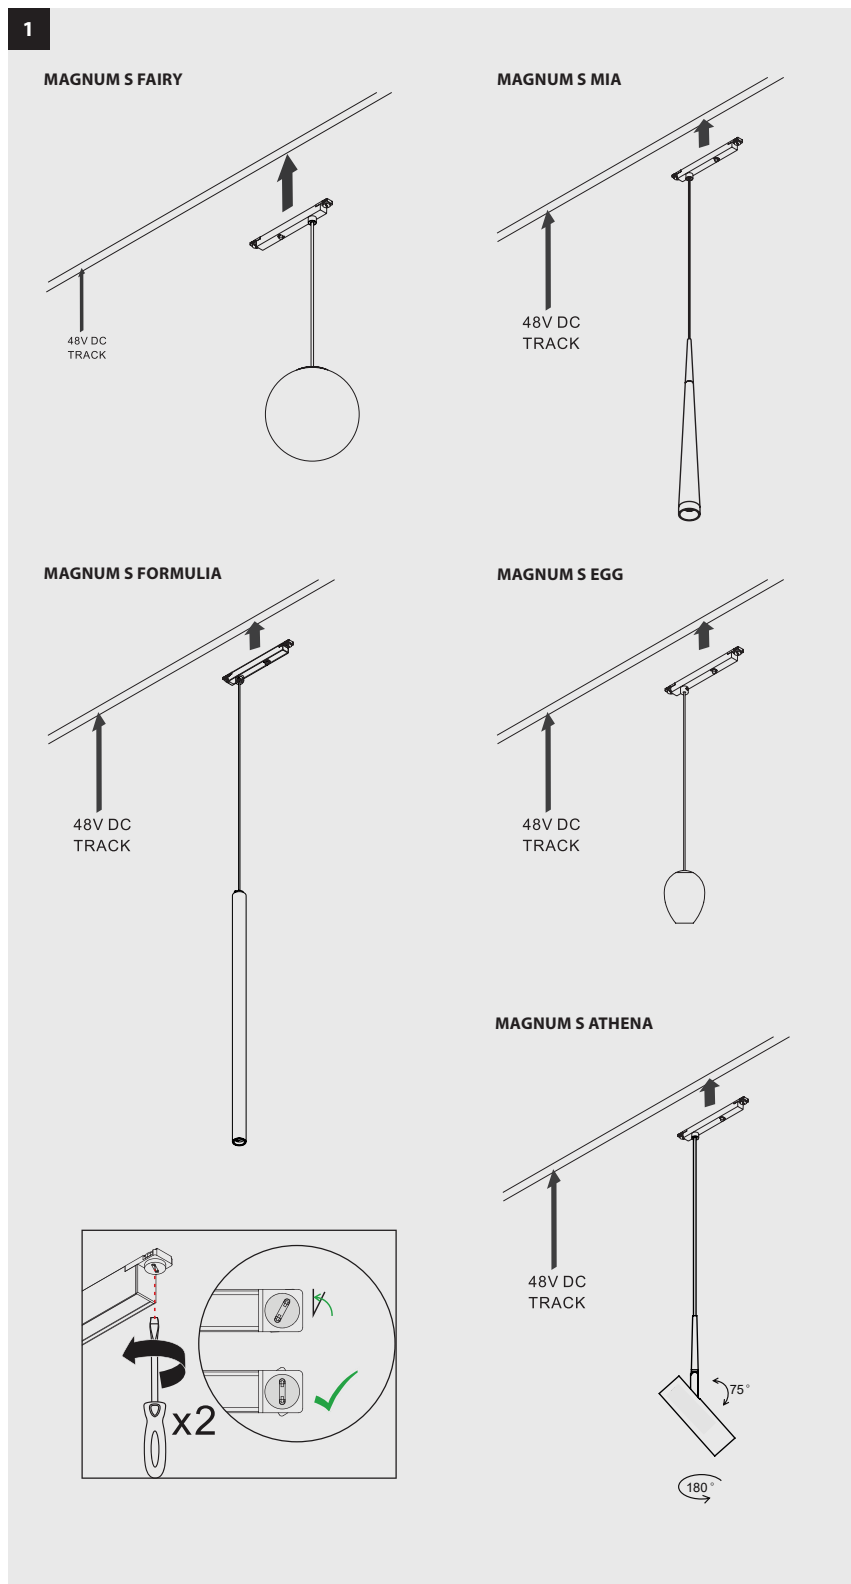 1
MAGNUM S FAIRY
48V DC
TRACK
MAGNUM S MIA
48V DC
TRACK
MAGNUM S FORMULIA
48V DC
TRACK
MAGNUM S EGG
48V DC
TRACK
MAGNUM S ATHENA
48V DC
TRACK
75°
180°
x2